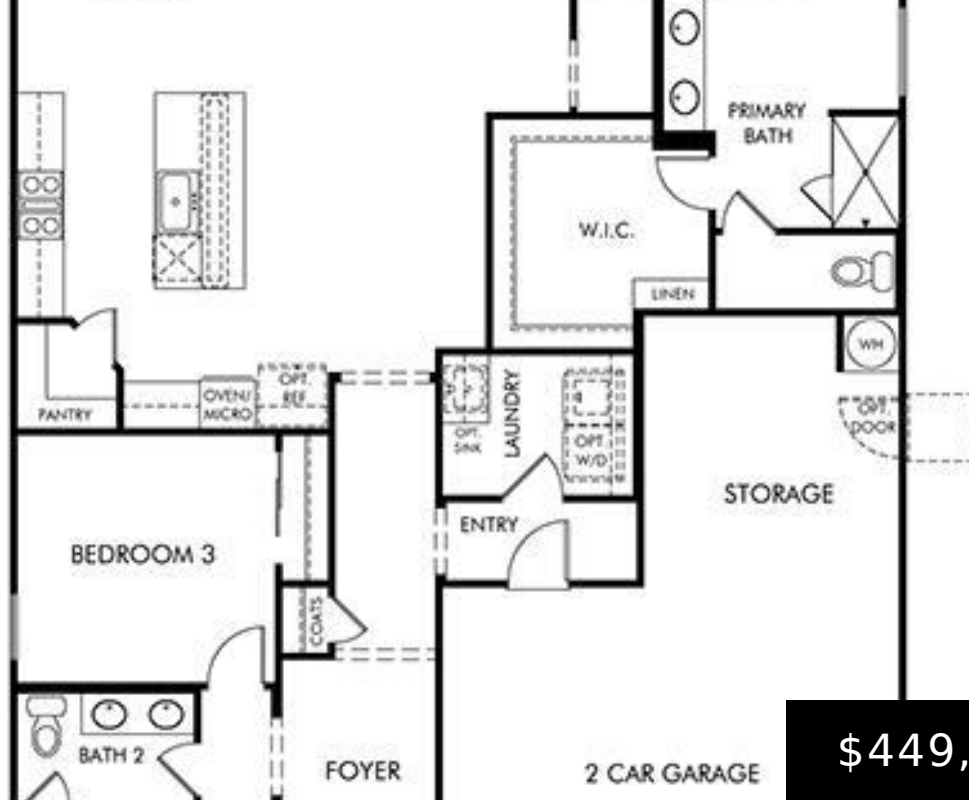 PRIMARY
BATH
W.I.C.
LINEN
WH
OPT.
REF.
OVEN/
MICRO
PANTRY
OPT.
SINK
LAUNDRY
OPT.
W/D
OPT.
DOOR
STORAGE
ENTRY
BEDROOM 3
COATS
BATH 2
FOYER
2 CAR GARAGE
$449,